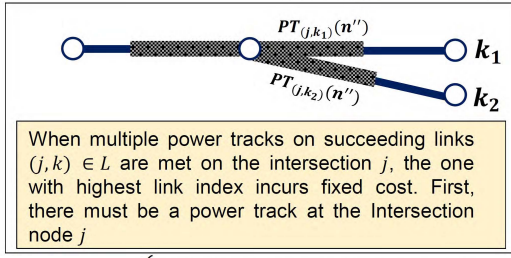 PT(j,k₁)(n'')
k₁
PT(j,k₂)(n'')
k₂
When multiple power tracks on succeeding links
(j, k) ∈ L are met on the intersection j, the one
with highest link index incurs fixed cost. First,
there must be a power track at the Intersection
node j